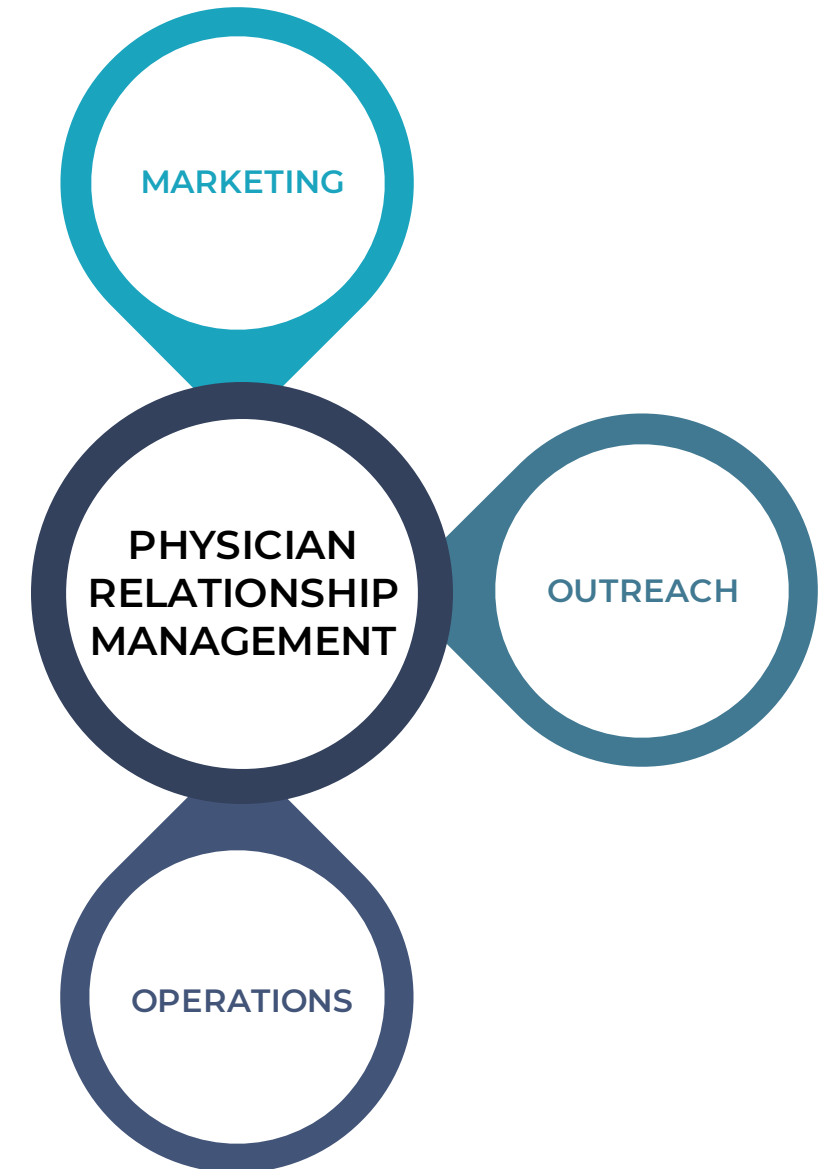 MARKETING
PHYSICIAN
RELATIONSHIP
MANAGEMENT
OUTREACH
OPERATIONS